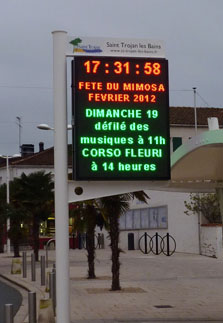 Saint Trojan les Bains
17:31:58
FETE DU MIMOSA
FEVRIER 2012
DIMANCHE 19
défilé des
musiques à 11h
CORSO FLEURI
à 14 heures